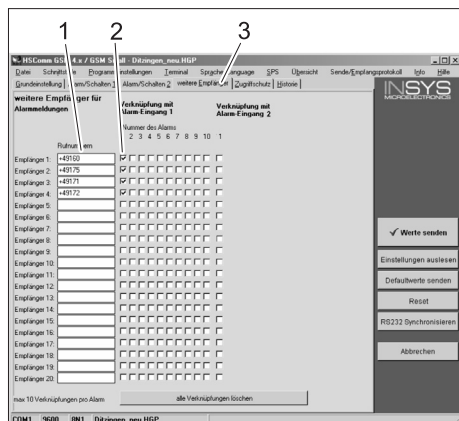 1 2 3
HSComm GSM 4.x / GSM Small - Ditzingen_neu.HGP
Datei Schnittstelle Programmeinstellungen Terminal Sprache/Language SPS Übersicht Sende/Empfangsprotokoll Info Hilfe
Grundeinstellung Alarm/Schalten 1 Alarm/Schalten 2 weitere Empfänger Zugriffschutz Historie
INSYS
MICROELECTRONICS
weitere Empfänger für
Alarmmeldungen
Verknüpfung mit
Alarm-Eingang 1
Verknüpfung mit
Alarm-Eingang 2
Nummer des Alarms
2 3 4 5 6 7 8 9 10 1
Rufnummern
Empfänger 1: +49160
Empfänger 2: +49175
Empfänger 3: +49171
Empfänger 4: +49172
Empfänger 5:
Empfänger 6:
Empfänger 7:
Empfänger 8:
Empfänger 9:
Empfänger 10:
Empfänger 11:
Empfänger 12:
Empfänger 13:
Empfänger 14:
Empfänger 15:
Empfänger 16:
Empfänger 17:
Empfänger 18:
Empfänger 19:
Empfänger 20:
Werte senden
Einstellungen auslesen
Defaultwerte senden
Reset
RS232 Synchronisieren
Abbrechen
max 10 Verknüpfungen pro Alarm
alle Verknüpfungen löschen
COM1 9600 8N1 Ditzingen_neu.HGP